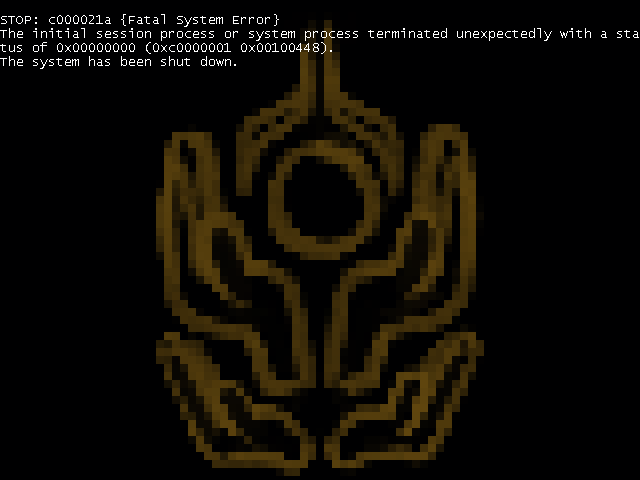 STOP: c000021a {Fatal System Error}
The initial session process or system process terminated unexpectedly with a sta
tus of 0x00000000 (0xc0000001 0x00100448).
The system has been shut down.